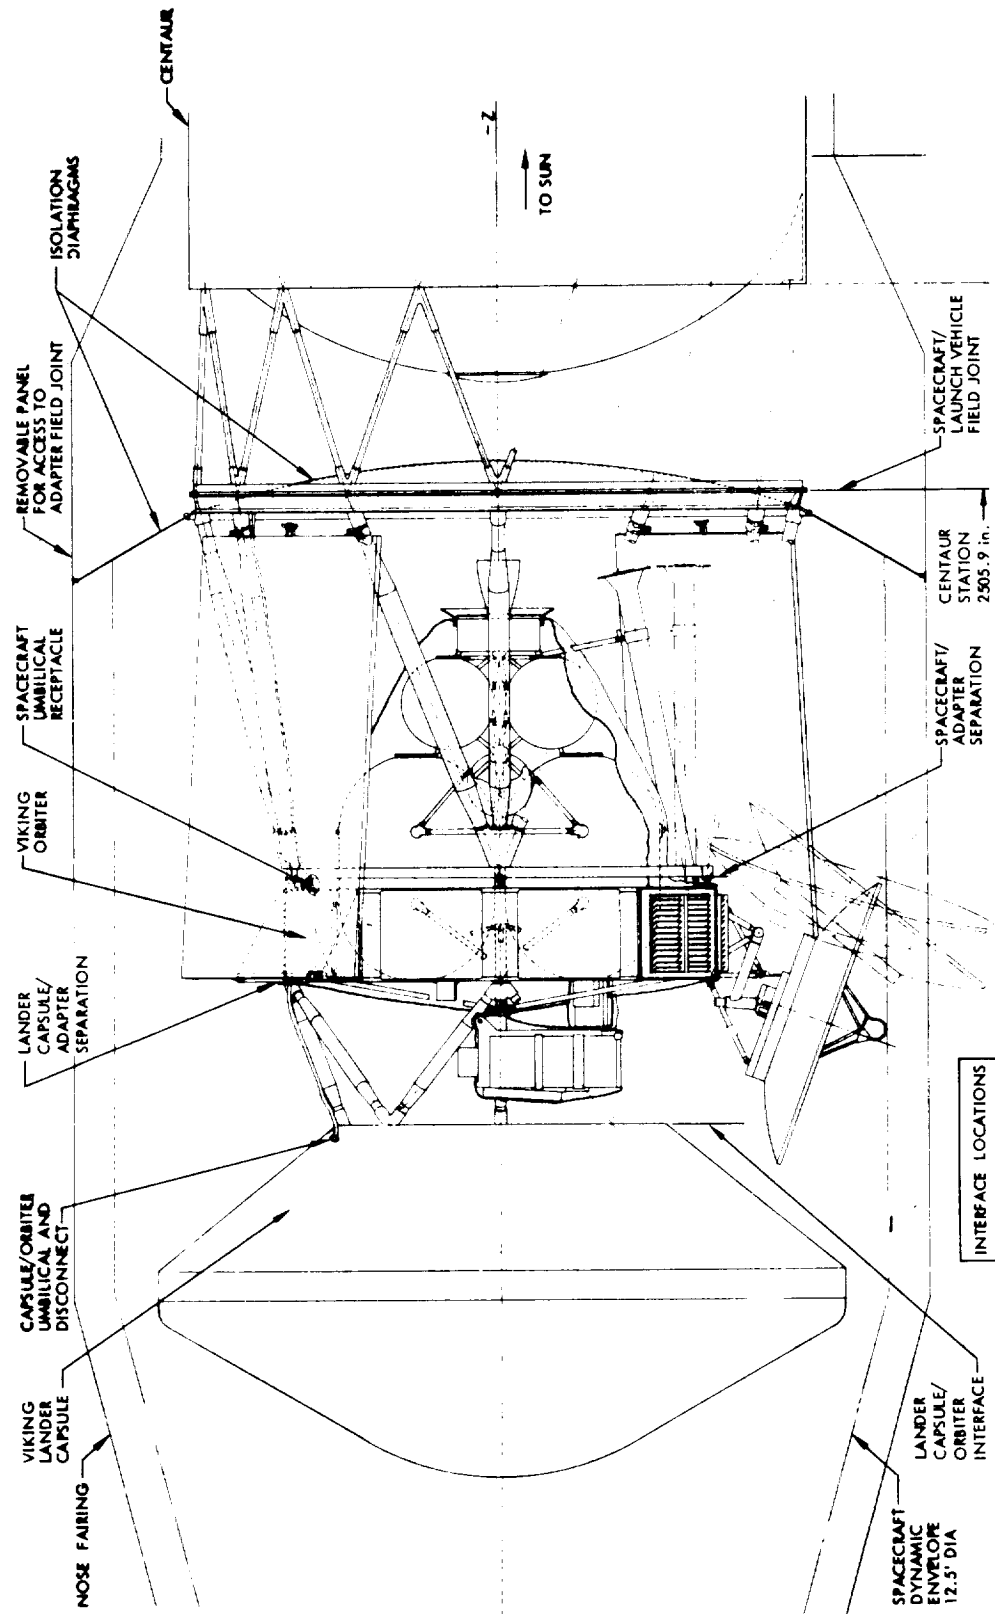 NOSE FAIRING
VIKING
LANDER
CAPSULE
CAPSULE/ORBITER
UMBILICAL AND
DISCONNECT
LANDER
CAPSULE/
ADAPTER
SEPARATION
VIKING
ORBITER
SPACECRAFT
UMBILICAL
RECEPTACLE
REMOVABLE PANEL
FOR ACCESS TO
ADAPTER FIELD JOINT
ISOLATION
DIAPHRAGMS
CENTAUR
-Z
TO SUN
SPACECRAFT
DYNAMIC
ENVELOPE
12.5' DIA
LANDER
CAPSULE/
ORBITER
INTERFACE
INTERFACE LOCATIONS
SPACECRAFT/
ADAPTER
SEPARATION
CENTAUR
STATION
2505.9 in.
SPACECRAFT/
LAUNCH VEHICLE
FIELD JOINT